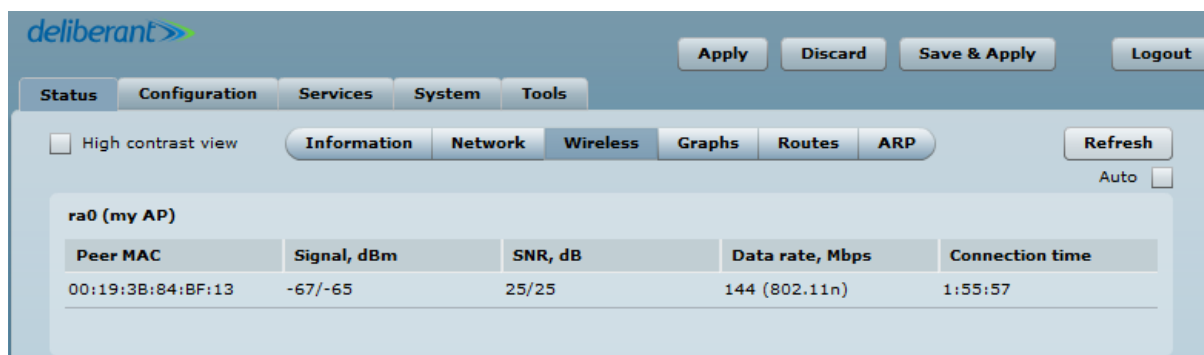 deliberant
Apply Discard Save & Apply Logout
Status Configuration Services System Tools
High contrast view Information Network Wireless Graphs Routes ARP Refresh
Auto
ra0 (my AP)
Peer MAC Signal, dBm SNR, dB Data rate, Mbps Connection time
00:19:3B:84:BF:13 -67/-65 25/25 144 (802.11n) 1:55:57